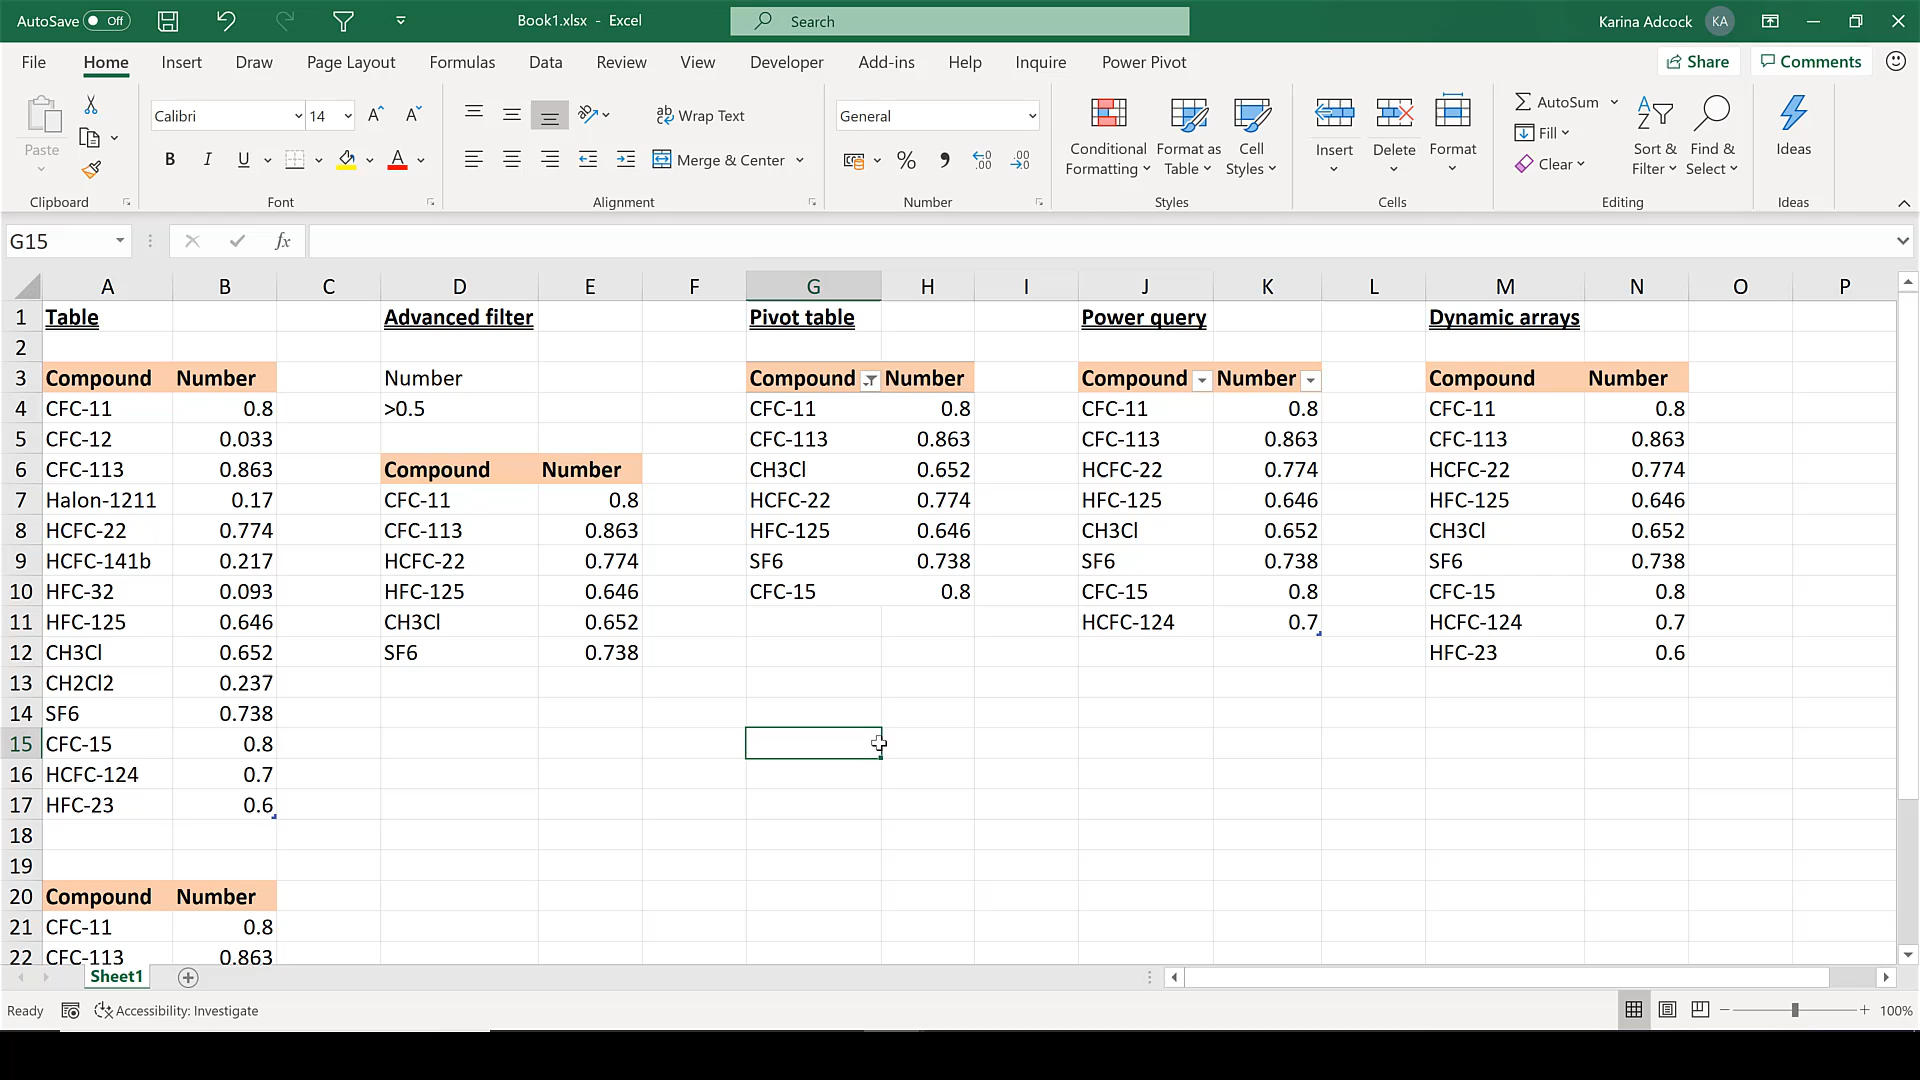 AutoSave Off Book1.xlsx - Excel Search Karina Adcock KA
File Home Insert Draw Page Layout Formulas Data Review View Developer Add-ins Help Inquire Power Pivot Share Comments
Paste
Clipboard
Calibri 14
B I U
Font
Wrap Text
Merge & Center
Alignment
General
Number
Conditional Formatting
Format as Table
Cell Styles
Styles
Insert Delete Format
Cells
AutoSum
Fill
Clear
Sort & Filter
Find & Select
Editing
Ideas
Ideas
G15 fx
A B C D E F G H I J K L M N O P
1 Table Advanced filter Pivot table Power query Dynamic arrays
2
3 Compound Number Number Compound Number Compound Number Compound Number
4 CFC-11 0.8 >0.5 CFC-11 0.8 CFC-11 0.8 CFC-11 0.8
5 CFC-12 0.033 CFC-113 0.863 CFC-113 0.863 CFC-113 0.863
6 CFC-113 0.863 Compound Number CH3Cl 0.652 HCFC-22 0.774 HCFC-22 0.774
7 Halon-1211 0.17 CFC-11 0.8 HCFC-22 0.774 HFC-125 0.646 HFC-125 0.646
8 HCFC-22 0.774 CFC-113 0.863 HFC-125 0.646 CH3Cl 0.652 CH3Cl 0.652
9 HCFC-141b 0.217 HCFC-22 0.774 SF6 0.738 SF6 0.738 SF6 0.738
10 HFC-32 0.093 HFC-125 0.646 CFC-15 0.8 CFC-15 0.8 CFC-15 0.8
11 HFC-125 0.646 CH3Cl 0.652 HCFC-124 0.7 HCFC-124 0.7
12 CH3Cl 0.652 SF6 0.738 HFC-23 0.6
13 CH2Cl2 0.237
14 SF6 0.738
15 CFC-15 0.8
16 HCFC-124 0.7
17 HFC-23 0.6
18
19
20 Compound Number
21 CFC-11 0.8
22 CFC-113 0.863
Sheet1
Ready Accessibility: Investigate 100%